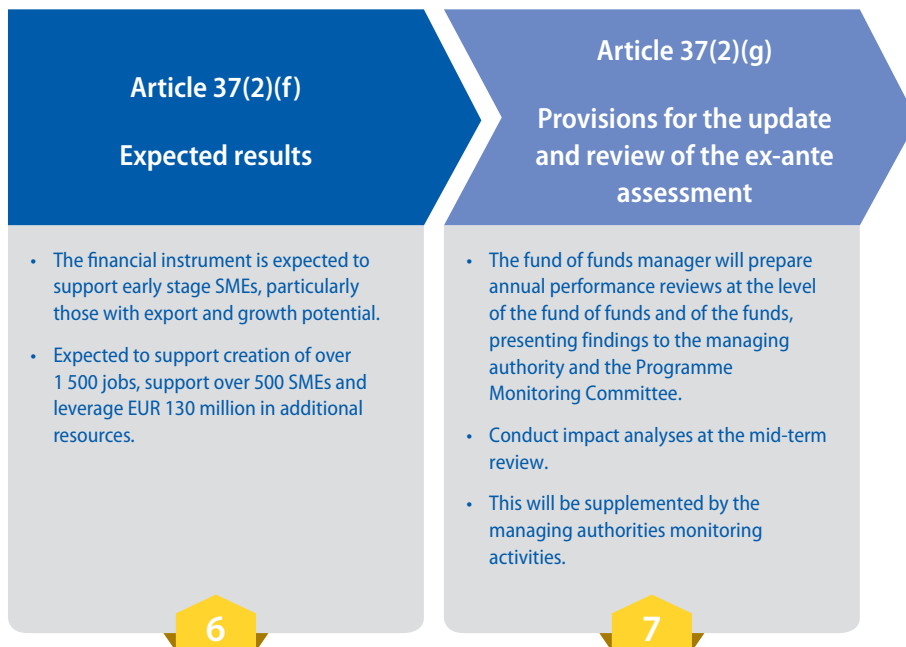 Article 37(2)(f)
Expected results
• The financial instrument is expected to
support early stage SMEs, particularly
those with export and growth potential.
• Expected to support creation of over
1 500 jobs, support over 500 SMEs and
leverage EUR 130 million in additional
resources.
6
Article 37(2)(g)
Provisions for the update
and review of the ex-ante
assessment
• The fund of funds manager will prepare
annual performance reviews at the level
of the fund of funds and of the funds,
presenting findings to the managing
authority and the Programme
Monitoring Committee.
• Conduct impact analyses at the mid-term
review.
• This will be supplemented by the
managing authorities monitoring
activities.
7